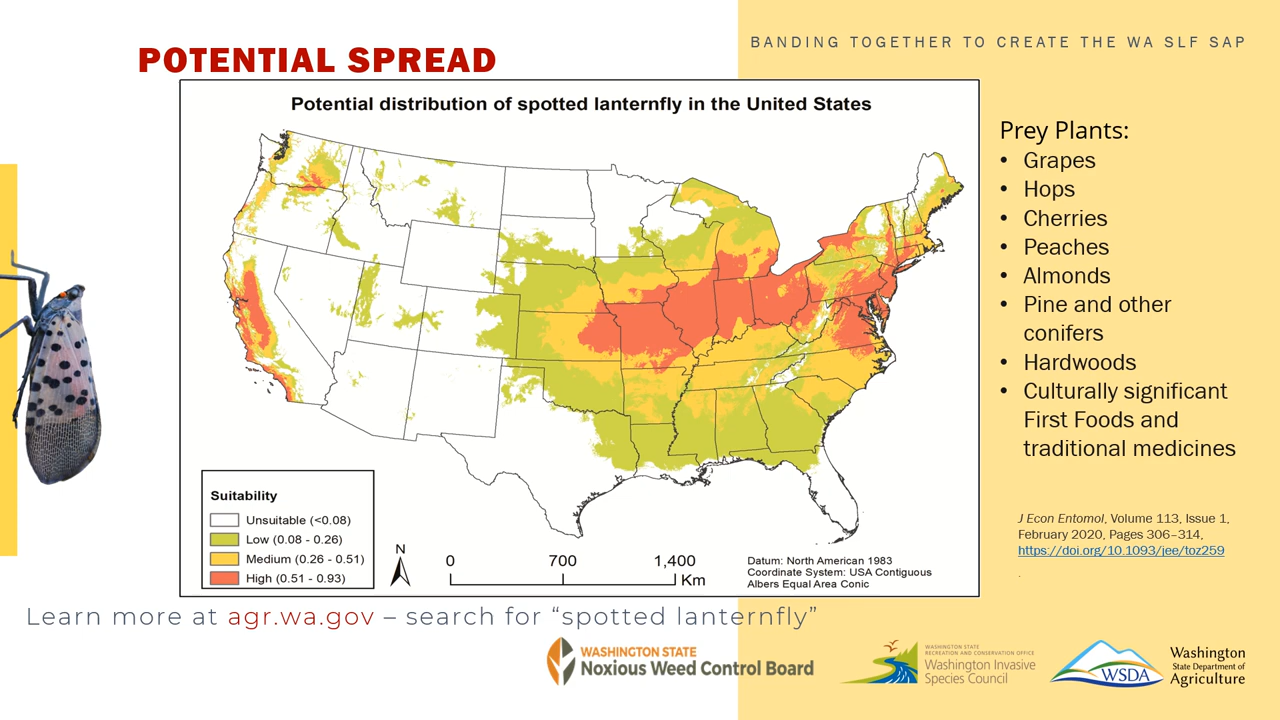 BANDING TOGETHER TO CREATE THE WA SLF SAP
POTENTIAL SPREAD
Potential distribution of spotted lanternfly in the United States
Suitability
Unsuitable (<0.08)
Low (0.08 - 0.26)
Medium (0.26 - 0.51)
High (0.51 - 0.93)
N
0 700 1,400
Km
Datum: North American 1983
Coordinate System: USA Contiguous
Albers Equal Area Conic
Prey Plants:
• Grapes
• Hops
• Cherries
• Peaches
• Almonds
• Pine and other
conifers
• Hardwoods
• Culturally significant
First Foods and
traditional medicines
J Econ Entomol, Volume 113, Issue 1,
February 2020, Pages 306–314,
https://doi.org/10.1093/jee/toz259
.
Learn more at agr.wa.gov – search for “spotted lanternfly”
WASHINGTON STATE
Noxious Weed Control Board
WASHINGTON STATE
RECREATION AND CONSERVATION OFFICE
Washington Invasive
Species Council
WSDA
Washington
State Department of
Agriculture